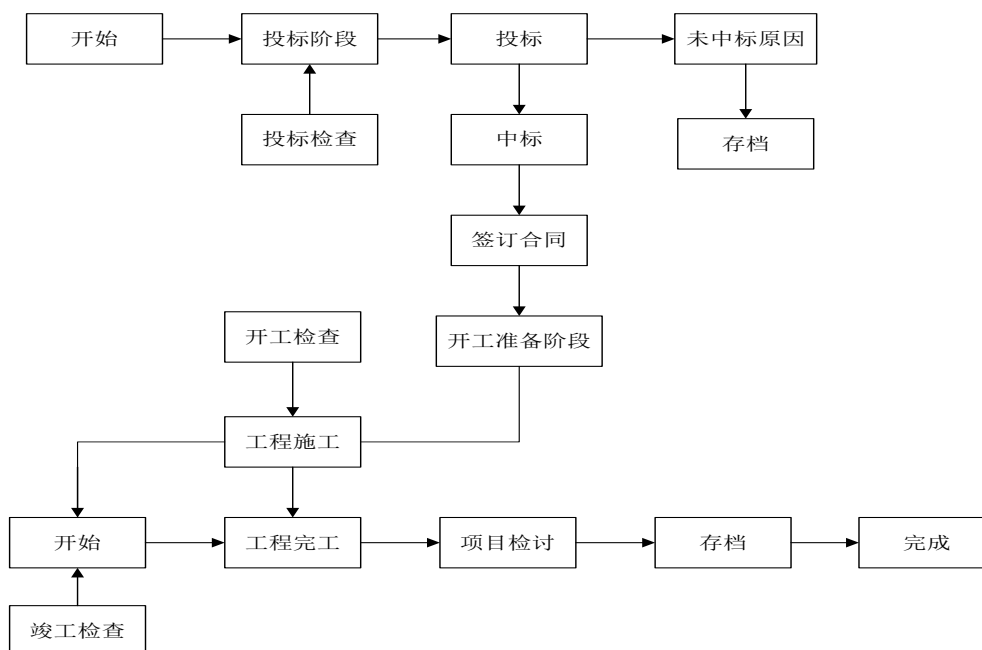 开始
投标阶段
投标
未中标原因
投标检查
中标
存档
签订合同
开工检查
开工准备阶段
工程施工
开始
工程完工
项目检讨
存档
完成
竣工检查